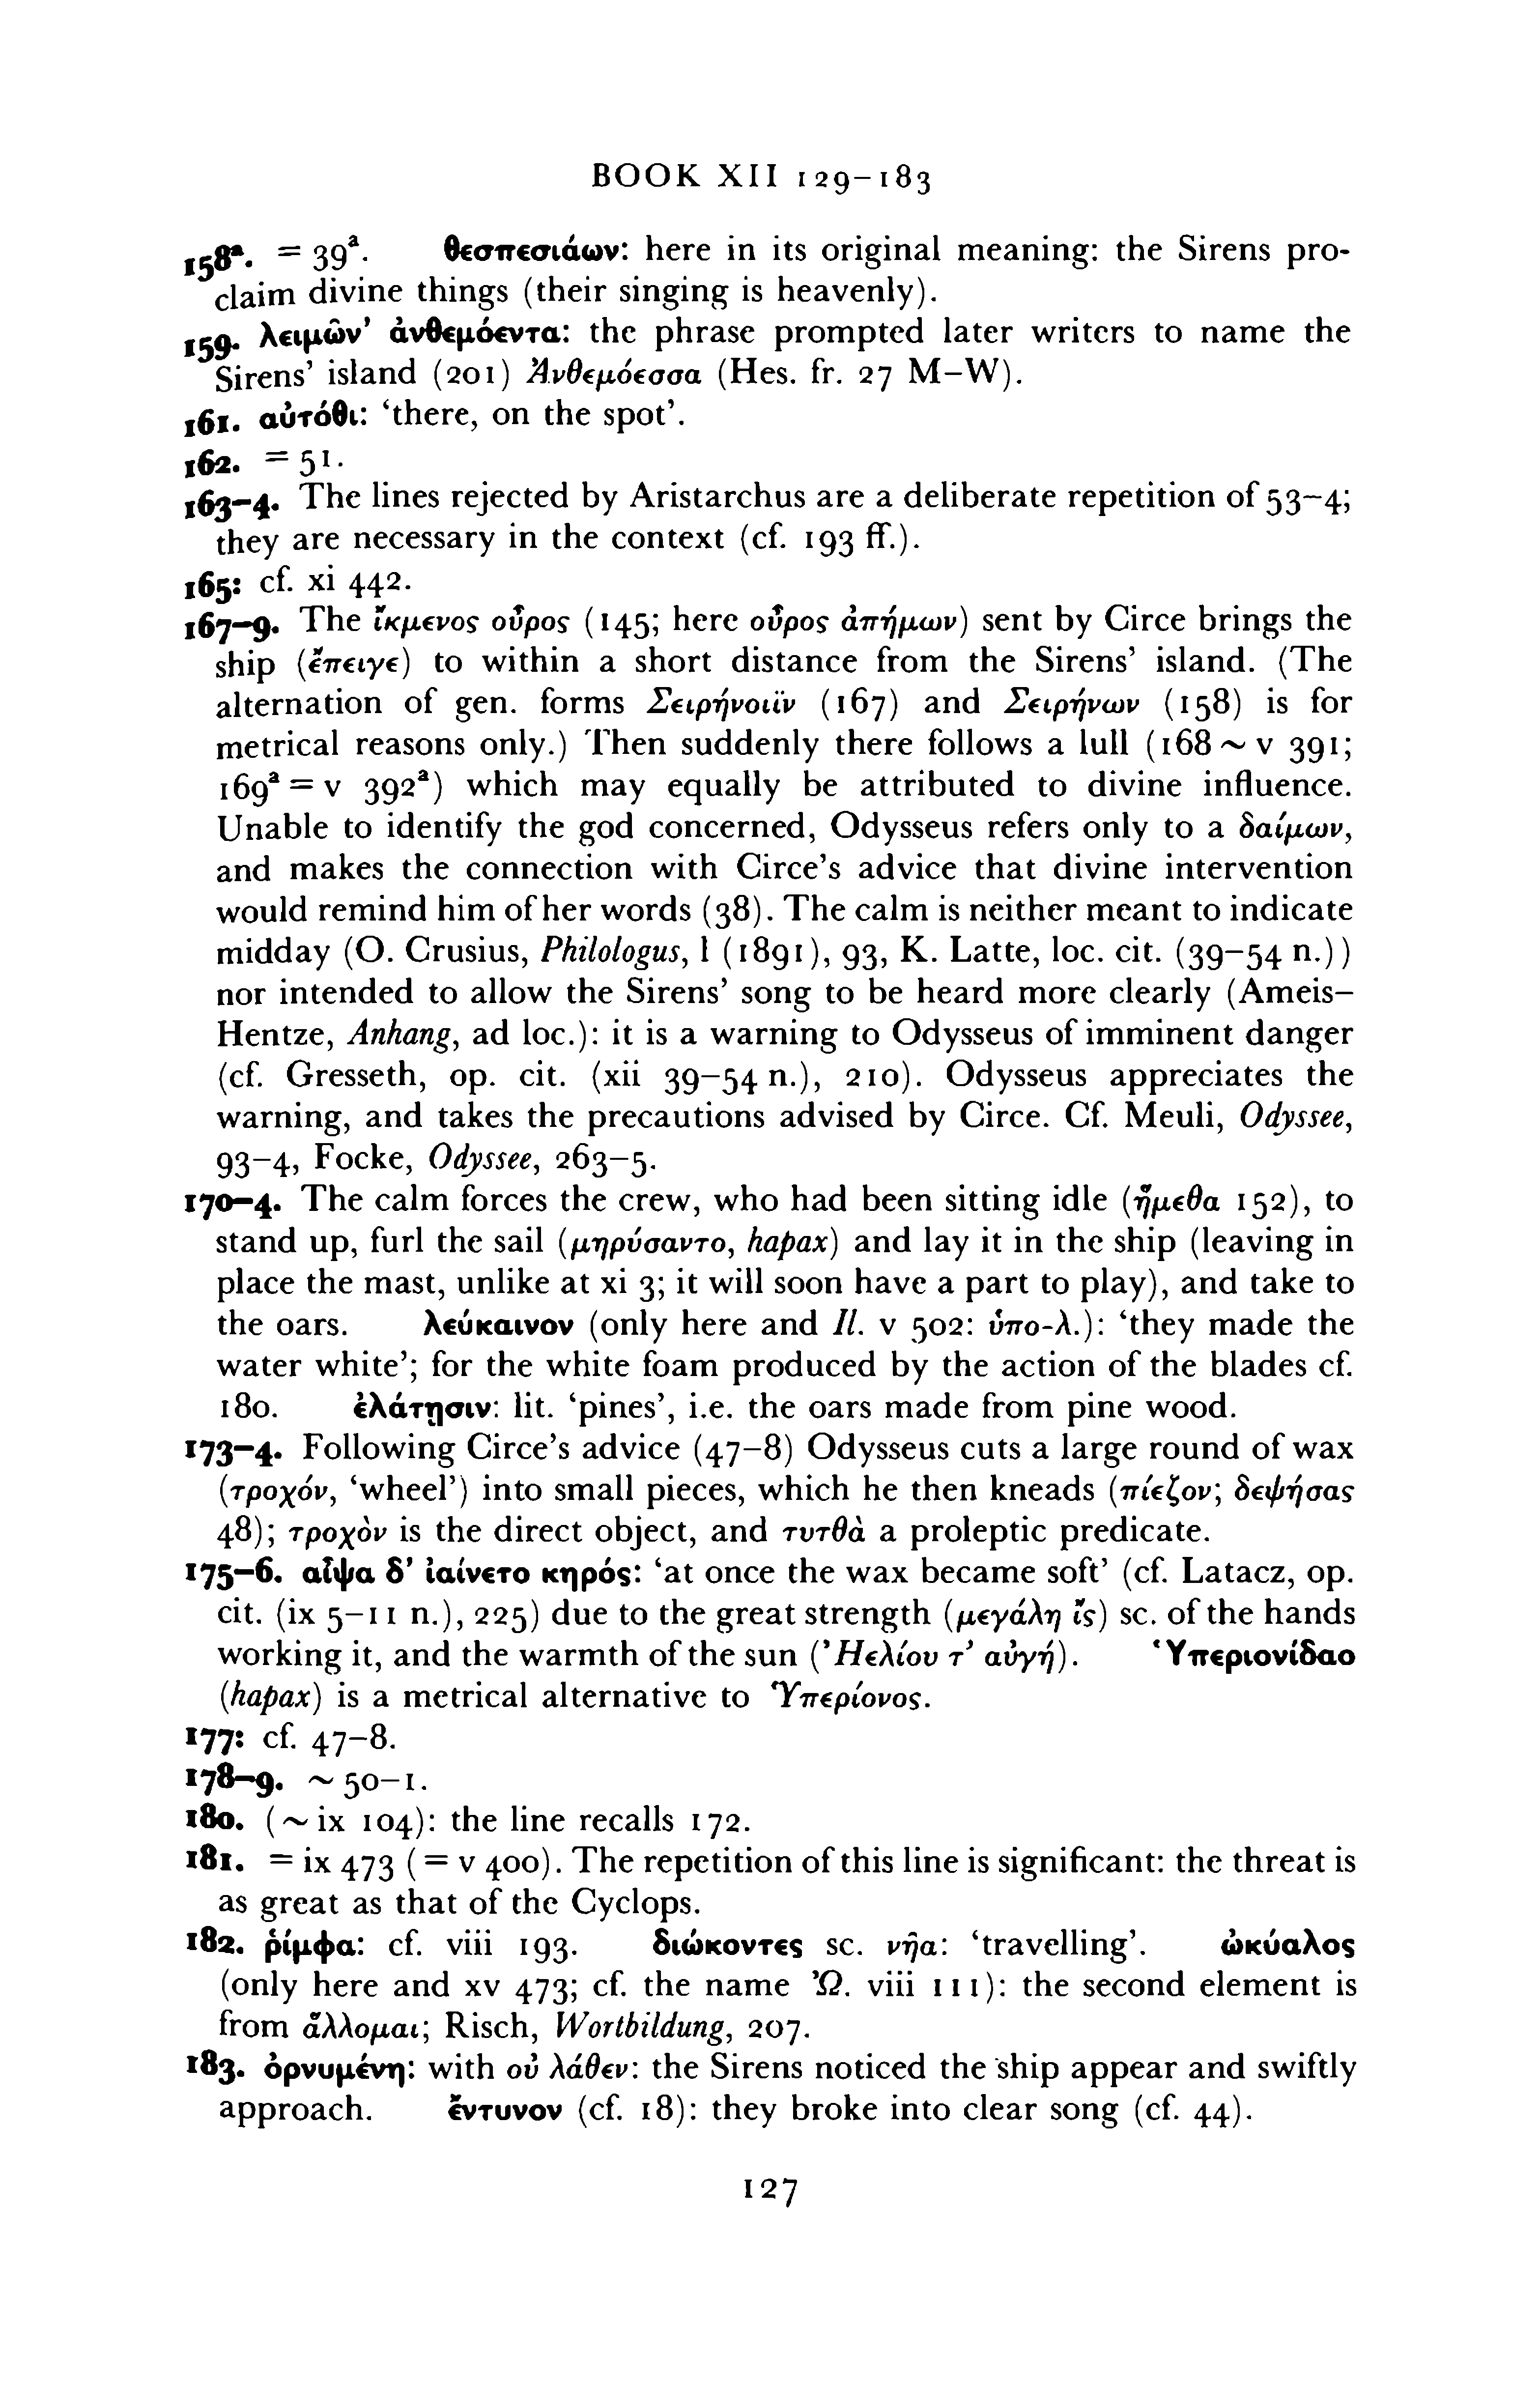 BOOK XII 129–183
158ª. = 39ª. θεσπεσιάων: here in its original meaning: the Sirens pro-
claim divine things (their singing is heavenly).
159. λειμῶν’ ἀνθεμόεντα: the phrase prompted later writers to name the
Sirens’ island (201) Ἀνθεμόεσσα (Hes. fr. 27 M–W).
161. αὐτόθι: ‘there, on the spot’.
162. = 51.
163–4. The lines rejected by Aristarchus are a deliberate repetition of 53–4;
they are necessary in the context (cf. 193 ff.).
165: cf. xi 442.
167–9. The ἴκμενος οὖρος (145; here οὖρος ἀπήμων) sent by Circe brings the
ship (ἔπειγε) to within a short distance from the Sirens’ island. (The
alternation of gen. forms Σειρήνοιϊν (167) and Σειρήνων (158) is for
metrical reasons only.) Then suddenly there follows a lull (168 ~ v 391;
169ª = v 392ª) which may equally be attributed to divine influence.
Unable to identify the god concerned, Odysseus refers only to a δαίμων,
and makes the connection with Circe’s advice that divine intervention
would remind him of her words (38). The calm is neither meant to indicate
midday (O. Crusius, Philologus, l (1891), 93, K. Latte, loc. cit. (39–54 n.))
nor intended to allow the Sirens’ song to be heard more clearly (Ameis–
Hentze, Anhang, ad loc.): it is a warning to Odysseus of imminent danger
(cf. Gresseth, op. cit. (xii 39–54 n.), 210). Odysseus appreciates the
warning, and takes the precautions advised by Circe. Cf. Meuli, Odyssee,
93–4, Focke, Odyssee, 263–5.
170–4. The calm forces the crew, who had been sitting idle (ἥμεθα 152), to
stand up, furl the sail (μηρύσαντο, hapax) and lay it in the ship (leaving in
place the mast, unlike at xi 3; it will soon have a part to play), and take to
the oars. λεύκαινον (only here and Il. v 502: ὑπο-λ.): ‘they made the
water white’; for the white foam produced by the action of the blades cf.
180. ἐλάτῃσιν: lit. ‘pines’, i.e. the oars made from pine wood.
173–4. Following Circe’s advice (47–8) Odysseus cuts a large round of wax
(τροχόν, ‘wheel’) into small pieces, which he then kneads (πίεζον; δεψήσας
48); τροχὸν is the direct object, and τυτθὰ a proleptic predicate.
175–6. αἶψα δ’ ἰαίνετο κηρός: ‘at once the wax became soft’ (cf. Latacz, op.
cit. (ix 5–11 n.), 225) due to the great strength (μεγάλη ἴς) sc. of the hands
working it, and the warmth of the sun (’Ηελίου τ’ αὐγή). ‘Υπεριονίδαο
(hapax) is a metrical alternative to ‘Υπερίονος.
177: cf. 47–8.
178–9. ~ 50–1.
180. (~ ix 104): the line recalls 172.
181. = ix 473 (= v 400). The repetition of this line is significant: the threat is
as great as that of the Cyclops.
182. ῥίμφα: cf. viii 193. διώκοντες sc. νῆα: ‘travelling’. ὠκύαλος
(only here and xv 473; cf. the name Ὠ. viii 111): the second element is
from ἅλλομαι; Risch, Wortbildung, 207.
183. ὀρνυμένη: with οὐ λάθεν: the Sirens noticed the ship appear and swiftly
approach. ἔντυνον (cf. 18): they broke into clear song (cf. 44).
127